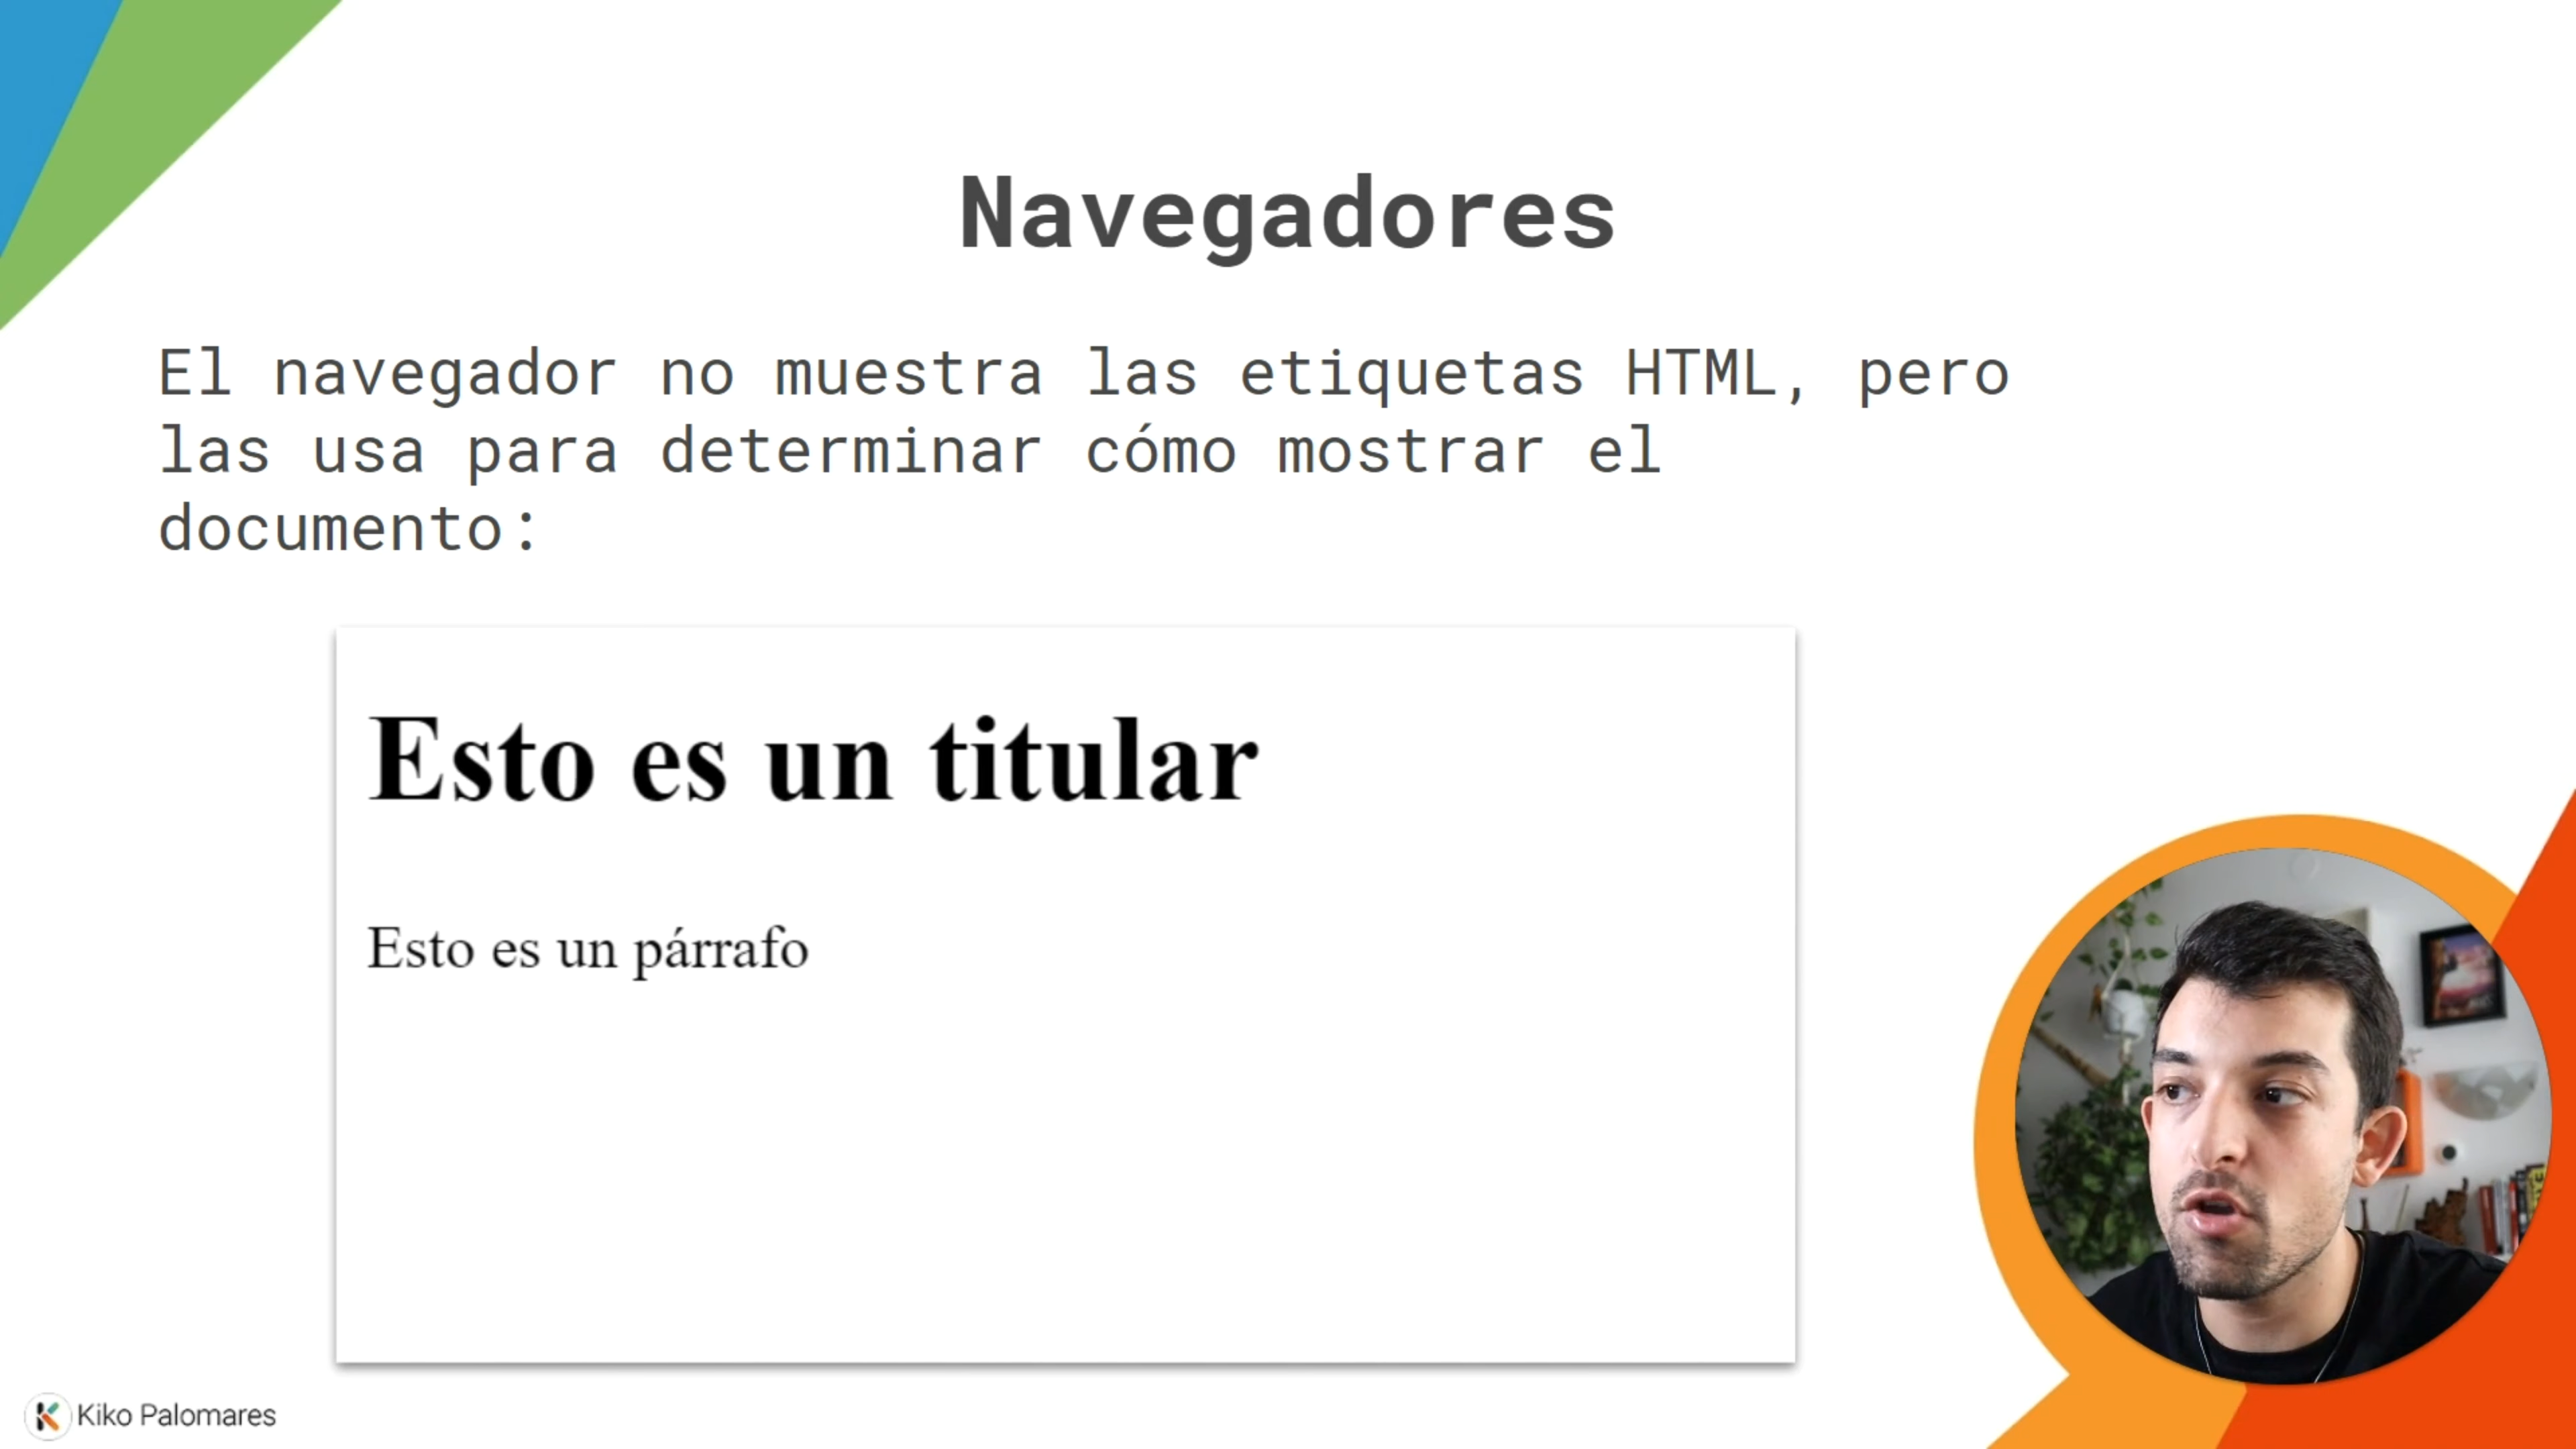 Navegadores
El navegador no muestra las etiquetas HTML, pero
las usa para determinar cómo mostrar el
documento:
Esto es un titular
Esto es un párrafo
Kiko Palomares